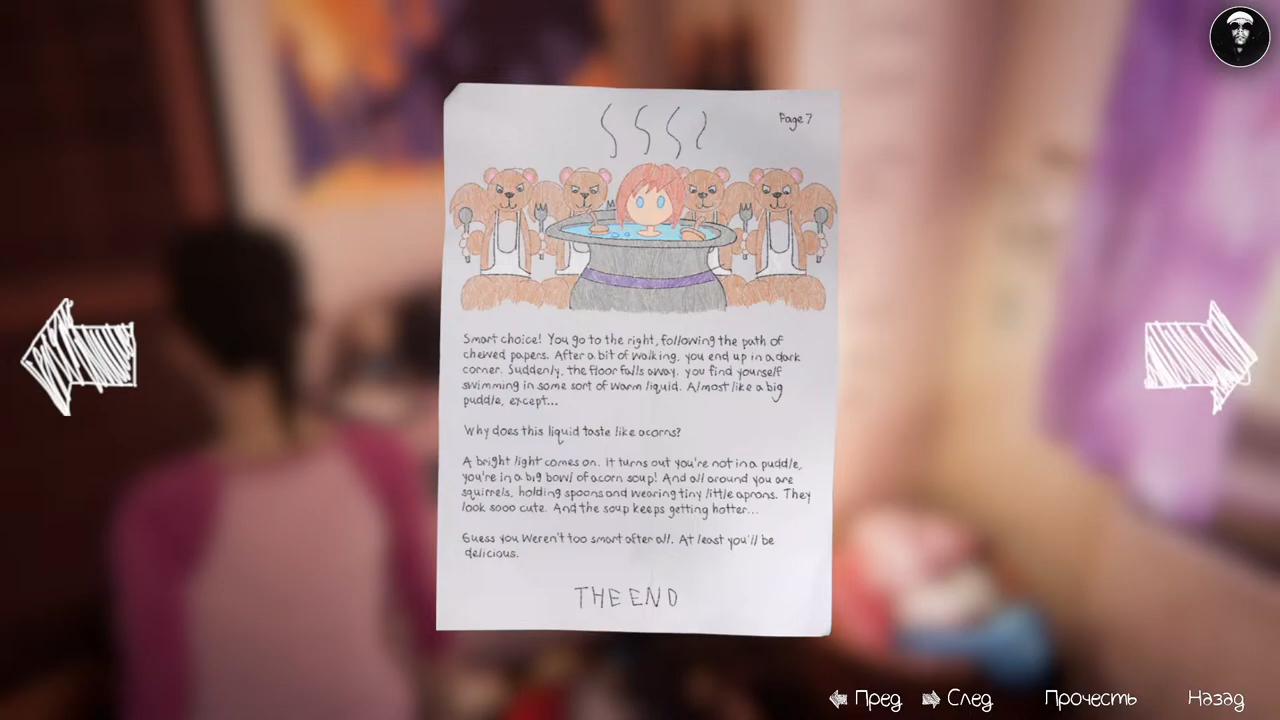 Page 7
Smart choice! You go to the right, following the path of
chewed papers. After a bit of walking, you end up in a dark
corner. Suddenly, the floor falls away. you find yourself
swimming in some sort of warm liquid. Almost like a big
puddle, except...
Why does this liquid taste like acorns?
A bright light comes on. It turns out you're not in a puddle,
you're in a big bowl of acorn soup! And all around you are
squirrels, holding spoons and wearing tiny little aprons. They
look sooo cute. And the soup keeps getting hotter...
Guess you weren't too smart after all. At least you'll be
delicious.
THE END
Пред След Прочесть Назад